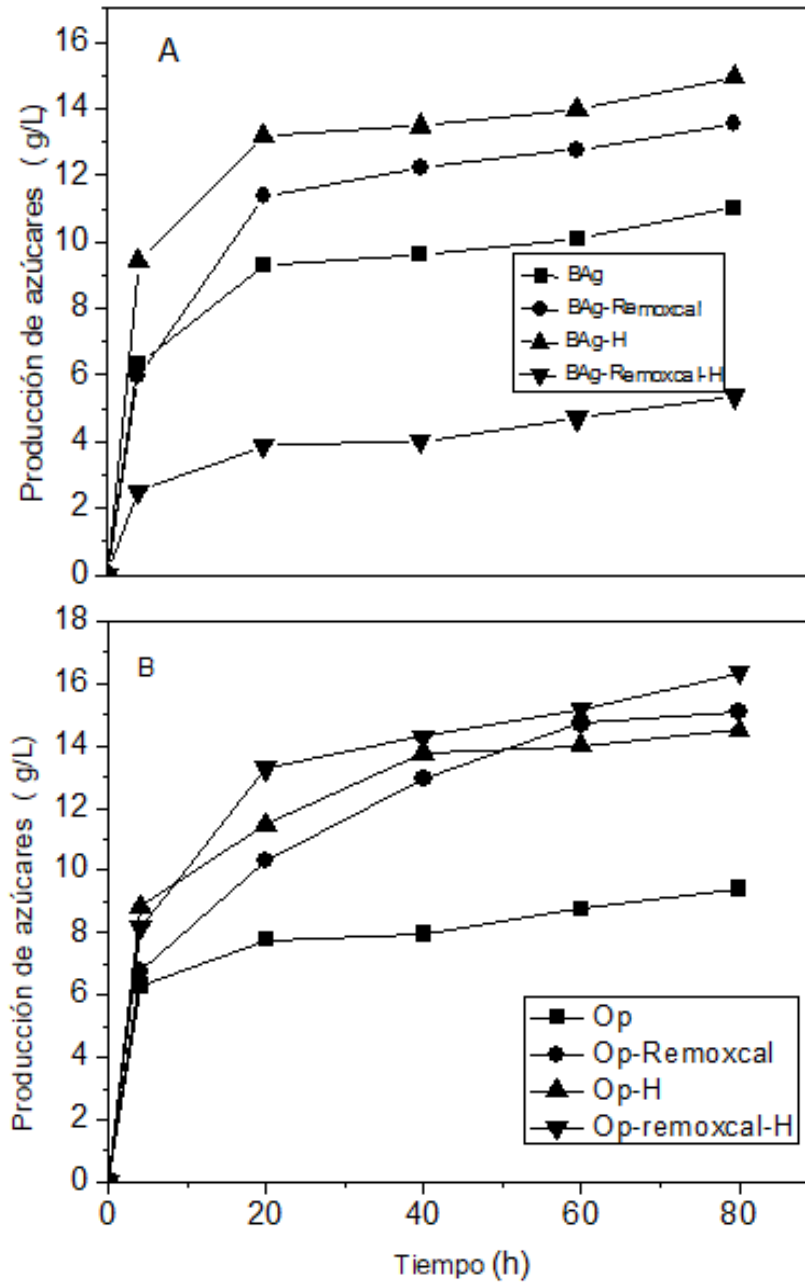 A
16
14
12
10
8
6
4
2
0
Producción de azúcares ( g/L)
BAg
BAg-Remoxcal
BAg-H
BAg-Remoxcal-H
B
18
16
14
12
10
8
6
4
2
0
Producción de azúcares ( g/L)
Op
Op-Remoxcal
Op-H
Op-remoxcal-H
0 20 40 60 80
Tiempo (h)